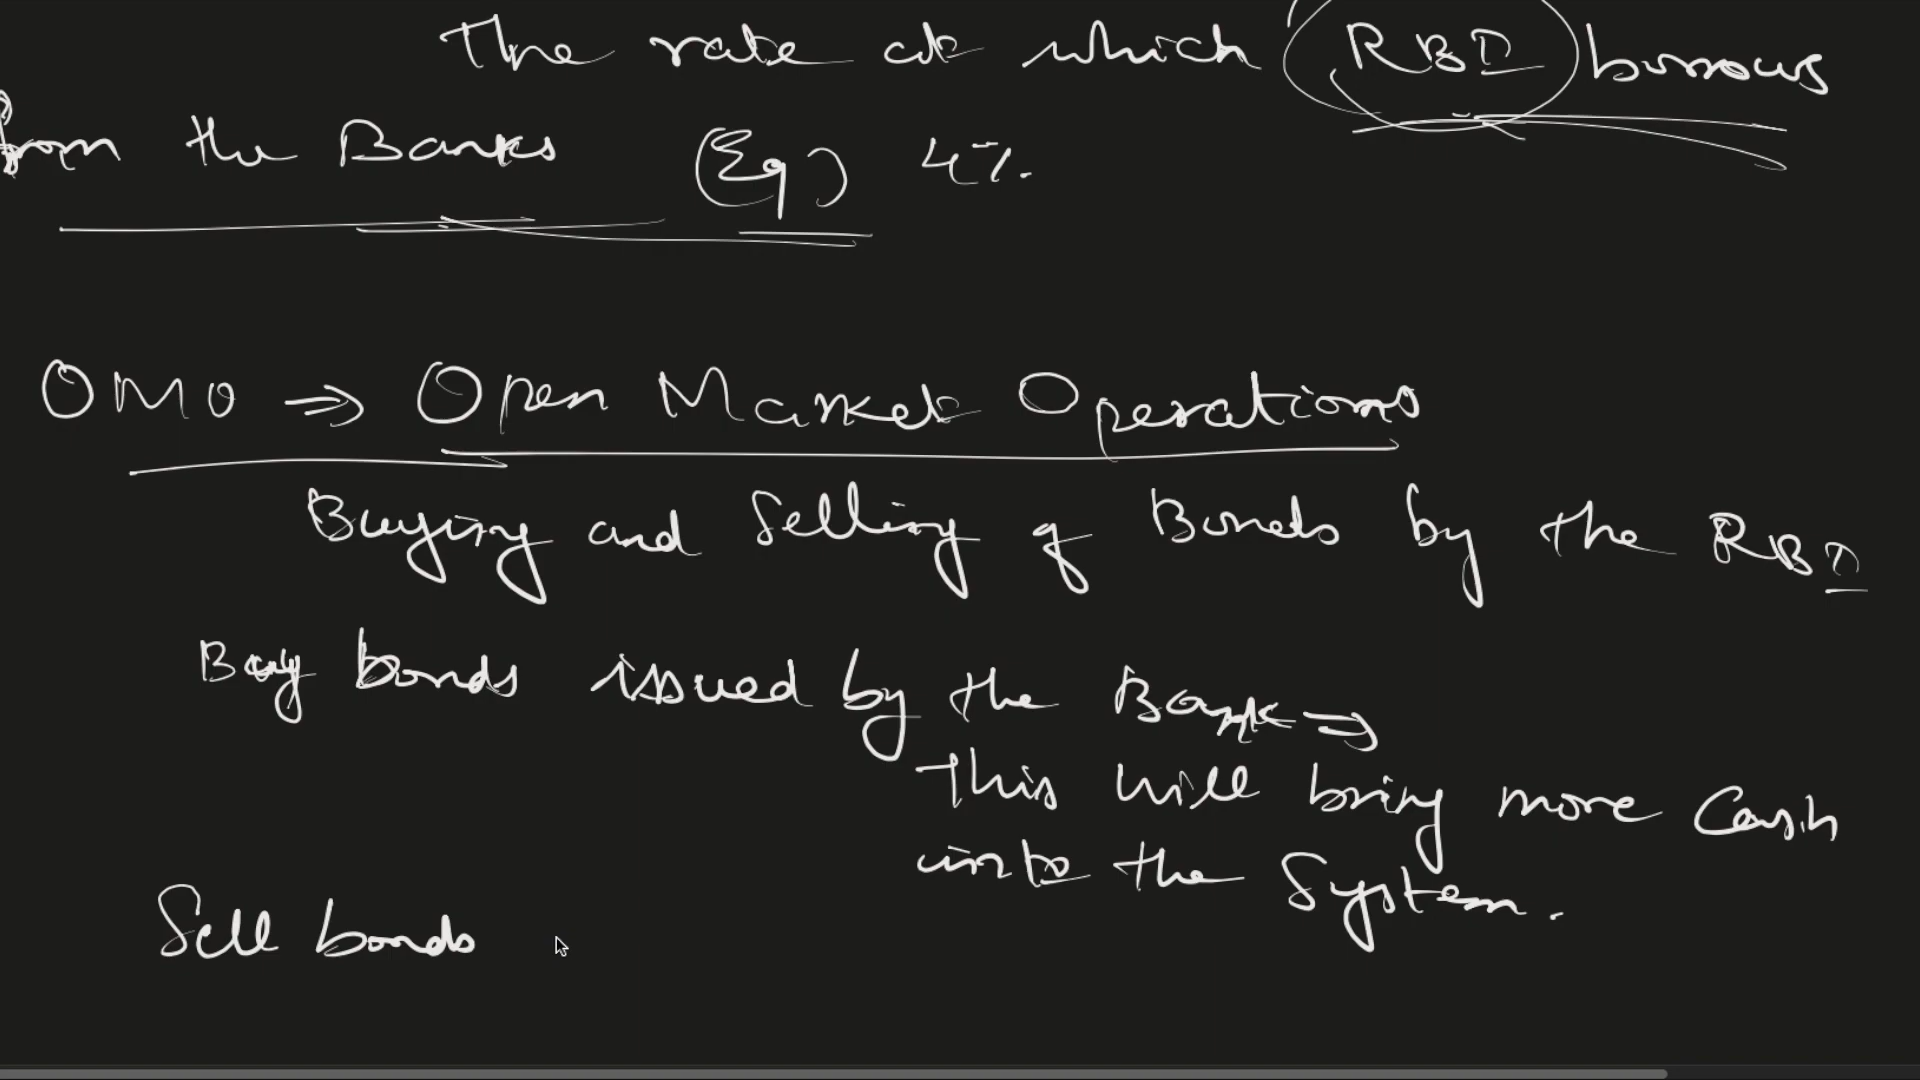 The rate at which RBI borrows
from the Banks (Eg) 4%.
OMO ⇒ Open Market Operations
Buying and Selling of Bonds by the RBI
Buy bonds issued by the Bank ⇒
This will bring more Cash
into the System.
Sell bonds